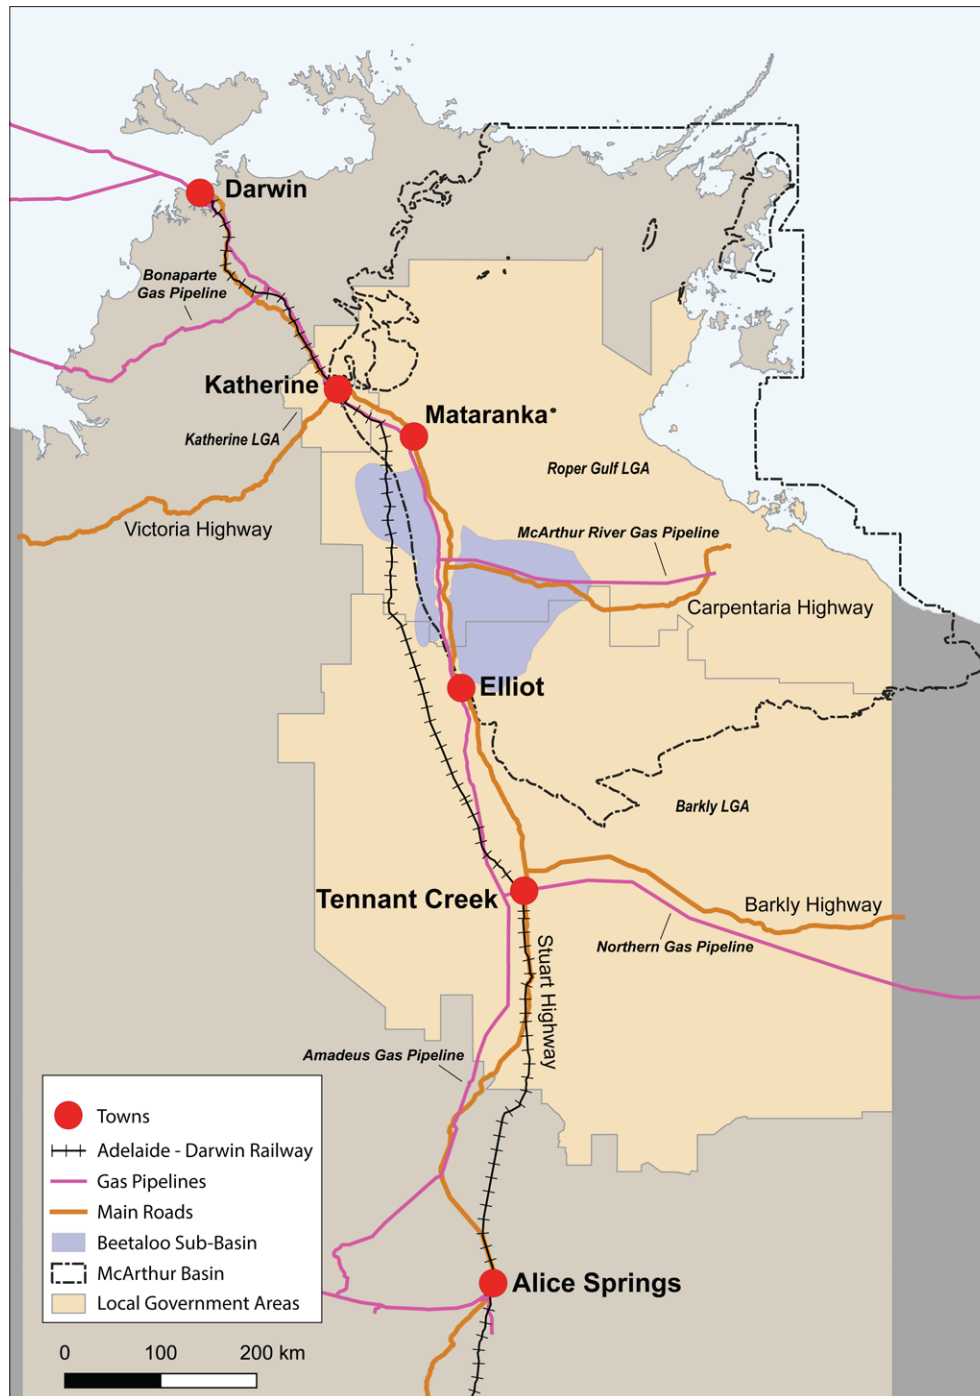 Darwin
Bonaparte
Gas Pipeline
Katherine
Mataranka*
Katherine LGA
Roper Gulf LGA
Victoria Highway
McArthur River Gas Pipeline
Carpentaria Highway
Elliot
Barkly LGA
Tennant Creek
Barkly Highway
Northern Gas Pipeline
Stuart Highway
Amadeus Gas Pipeline
Towns
Adelaide - Darwin Railway
Gas Pipelines
Main Roads
Beetaloo Sub-Basin
McArthur Basin
Local Government Areas
Alice Springs
0 100 200 km